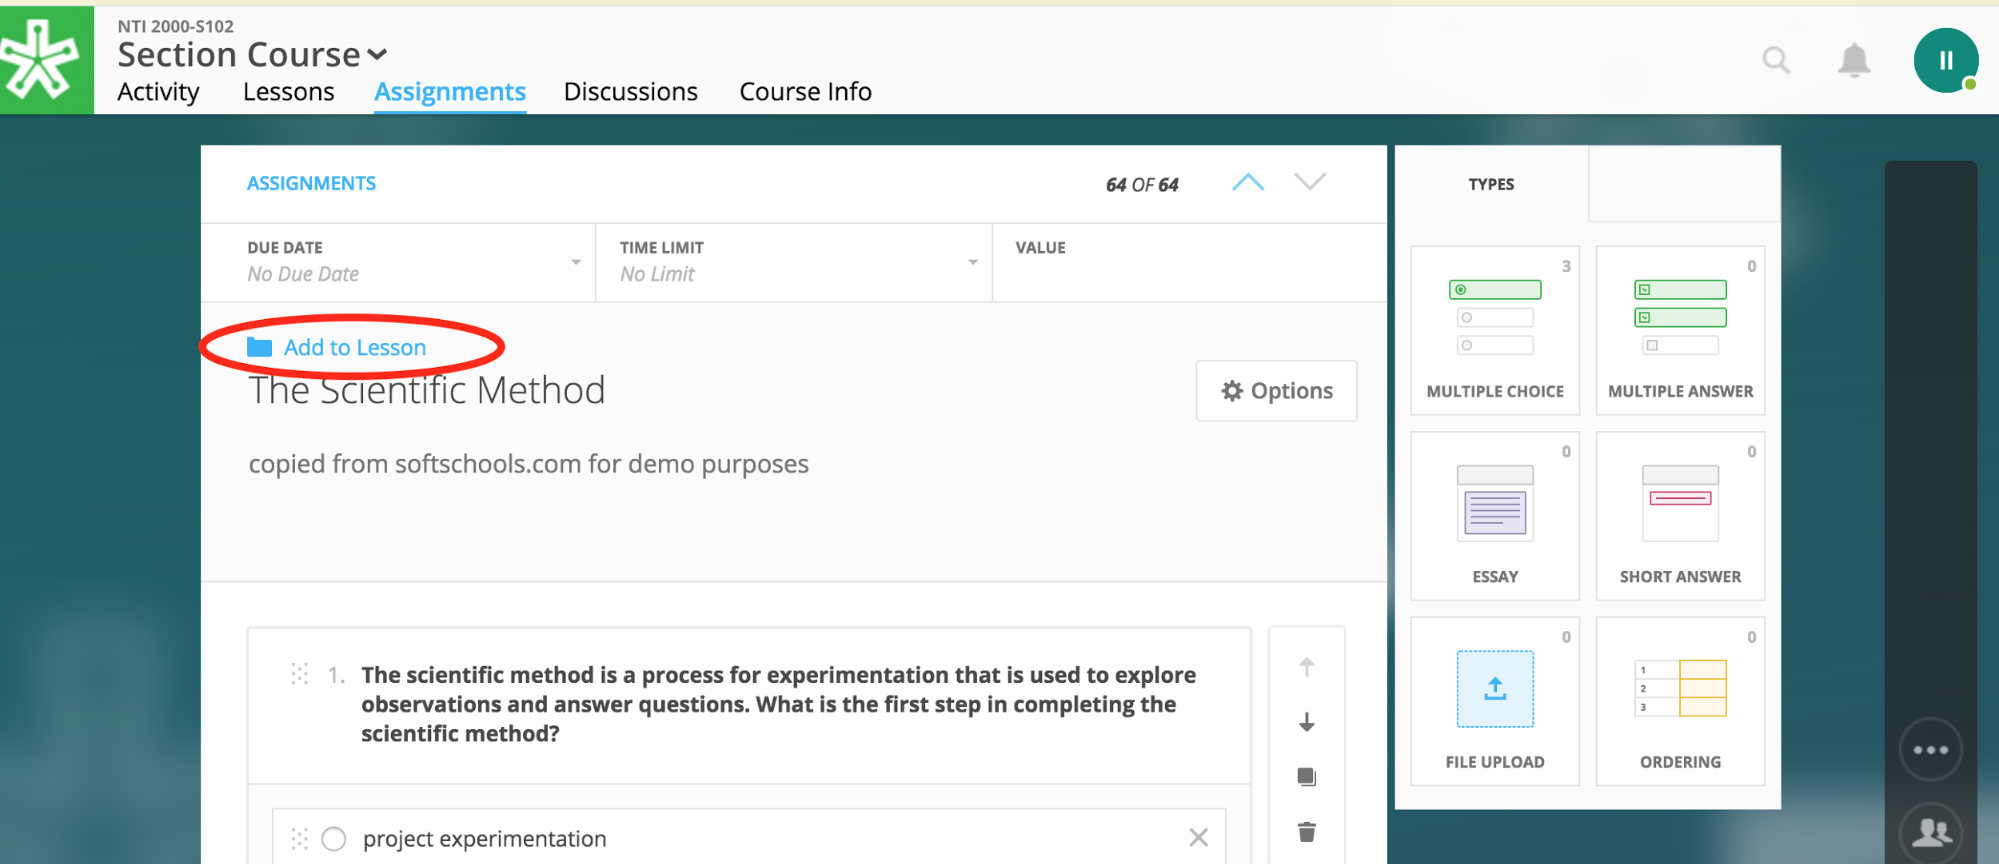 NTI 2000-S102
Section Course
Activity Lessons Assignments Discussions Course Info
II
ASSIGNMENTS
64 OF 64
DUE DATE
No Due Date
TIME LIMIT
No Limit
VALUE
Add to Lesson
The Scientific Method
Options
copied from softschools.com for demo purposes
1. The scientific method is a process for experimentation that is used to explore
observations and answer questions. What is the first step in completing the
scientific method?
project experimentation
TYPES
3
MULTIPLE CHOICE
0
MULTIPLE ANSWER
0
ESSAY
0
SHORT ANSWER
0
FILE UPLOAD
0
1
2
3
ORDERING